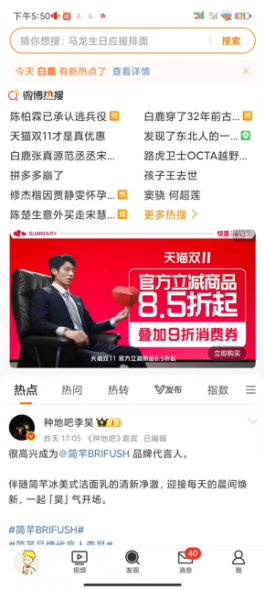 下午5:50
猜你想搜：马龙生日应援排面
搜索
今天 白鹿 有新热点了 查看详情
微博热搜
陈柏霖已承认逃兵役 热
白鹿穿了32年前古... 热
天猫双11才是真优惠
发现了东北人的一...
白鹿张真源范丞丞宋...
路虎卫士OCTA越野...
拼多多崩了
孩子王去世
修杰楷因贾静雯怀孕... 热
窦骁 何超莲
陈楚生意外买走宋慧...
更多热搜
SUMMARY
天猫双11
官方立减商品
8.5折起
叠加9折消费券
天猫双11 官方立减商品8.5折起
立即购买
热点
热问
热转
发布
指数
种地吧李昊
昨天 17:05 《种地吧》嘉宾 已编辑
很高兴成为@简芊BRIFUSH 品牌代言人。
伴随简芊冰美式洁面乳的清新净澈，迎接每天的晨间焕
新，一起「昊」气开场。
#简芊BRIFUSH#
#简芊品牌代言人李昊#
视频
发现
40
消息
我